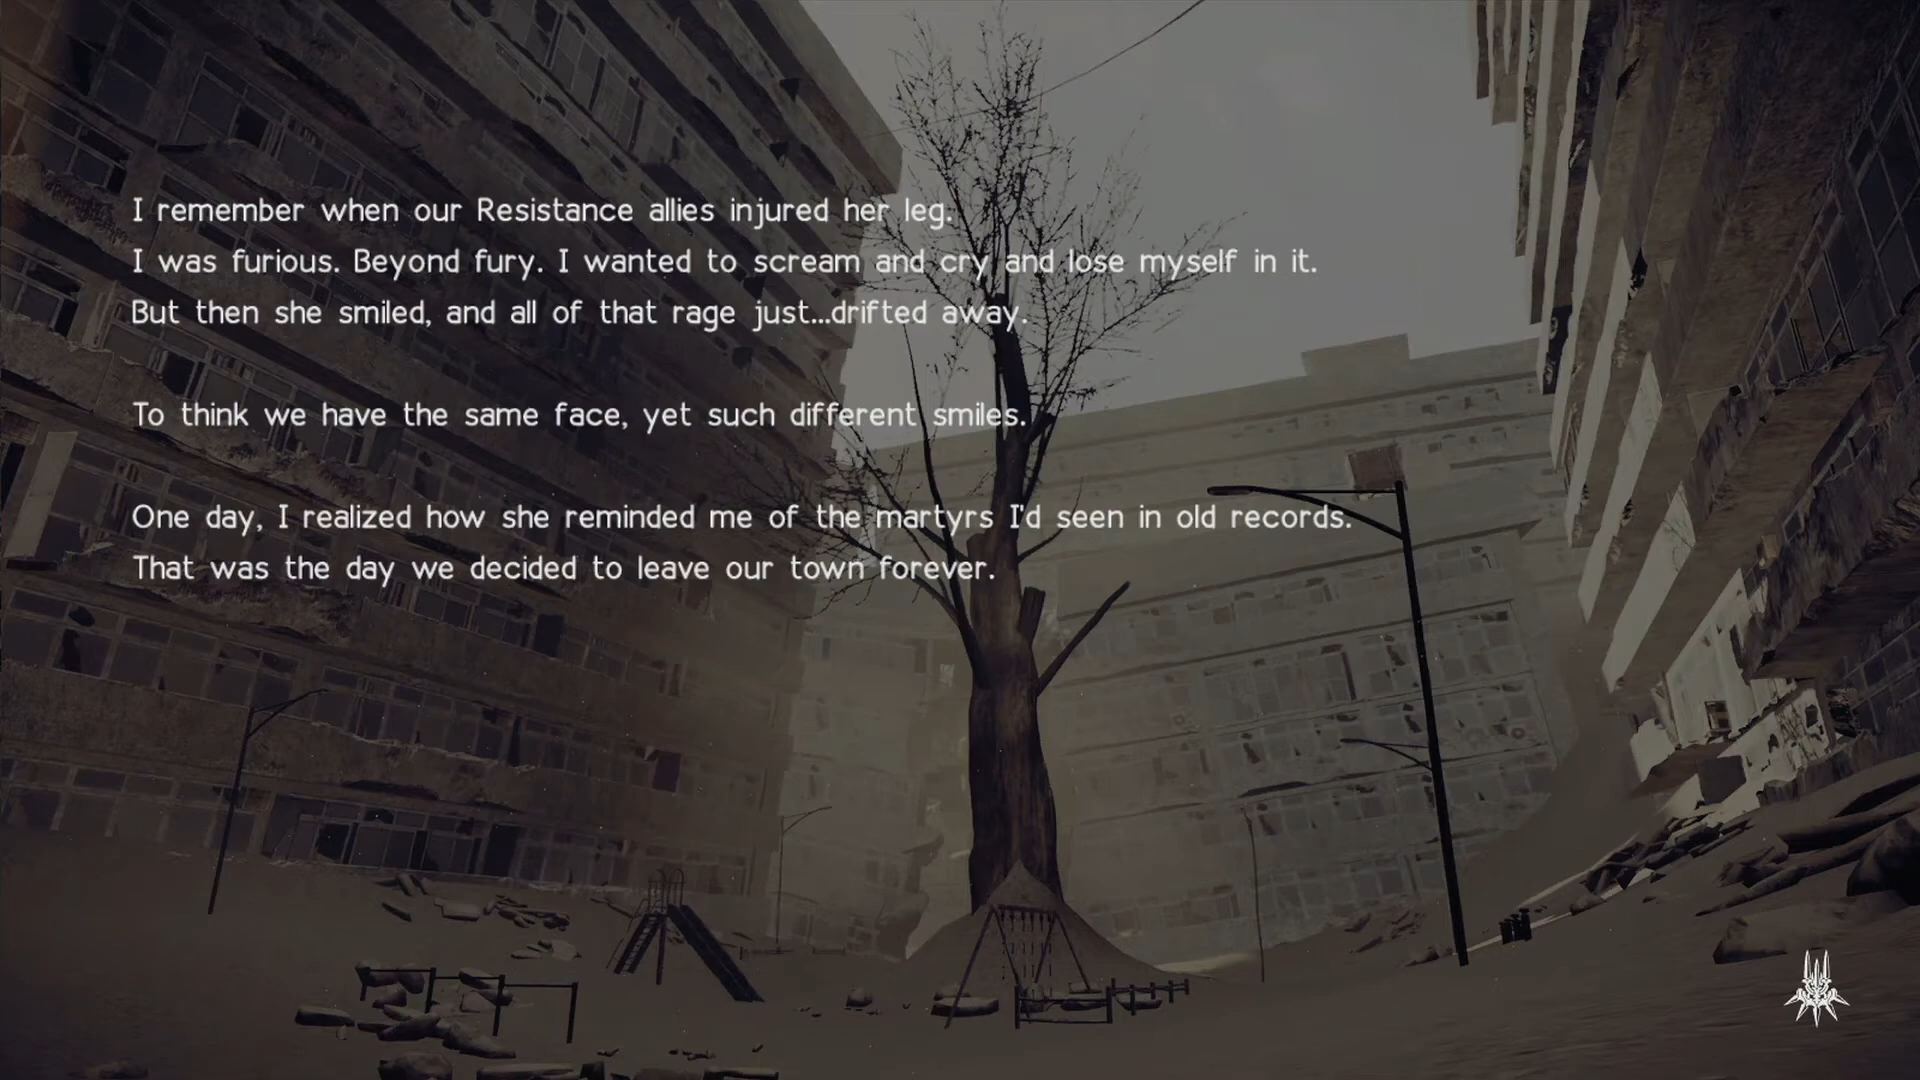 I remember when our Resistance allies injured her leg.
I was furious. Beyond fury. I wanted to scream and cry and lose myself in it.
But then she smiled, and all of that rage just...drifted away.
To think we have the same face, yet such different smiles.
One day, I realized how she reminded me of the martyrs I'd seen in old records.
That was the day we decided to leave our town forever.